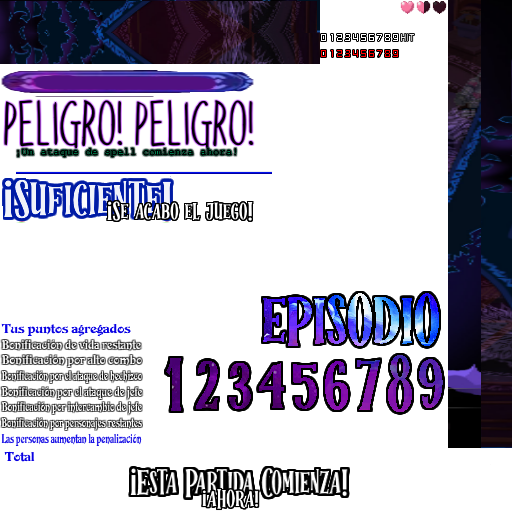 0123456789HIT
0123456789
PELIGRO! PELIGRO!
¡Un ataque de spell comienza ahora!
¡SUFICIENTE!
¡SE ACABO EL JUEGO!
EPISODIO
Tus puntos agregados
Bonificación de vida restante
Bonificación por alto combo
Bonificación por el ataque de hechizo
Bonificación por el ataque de jefe
Bonificación por intercambio de jefe
Bonificación por personajes restantes
Las personas aumentan la penalización
Total
123456789
¡ESTA PARTIDA COMIENZA!
¡AHORA!